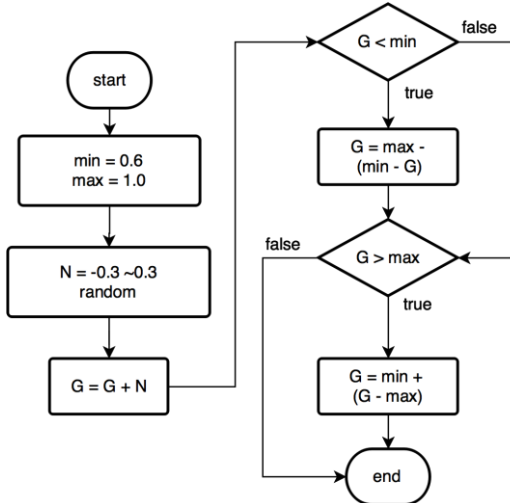 start
min = 0.6
max = 1.0
N = -0.3 ~0.3
random
G = G + N
G < min
false
true
G = max -
(min - G)
false
G > max
true
G = min +
(G - max)
end